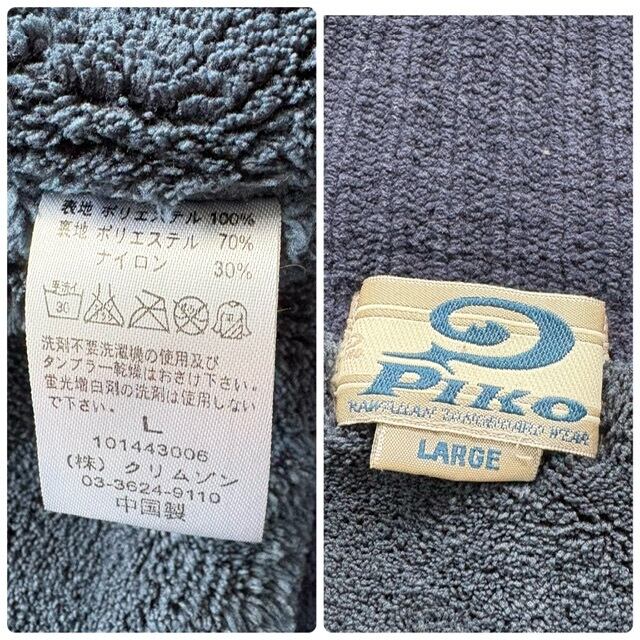 表地 ポリエステル 100%
裏地 ポリエステル 70%
ナイロン 30%
手洗イ
30
洗剤不要洗濯機の使用及び
タンブラー乾燥はおさけ下さい。
蛍光増白剤の洗剤は使用しない
で下さい。
L
101443006
(株) クリムゾン
03-3624-9110
中国製
PIKO
LARGE